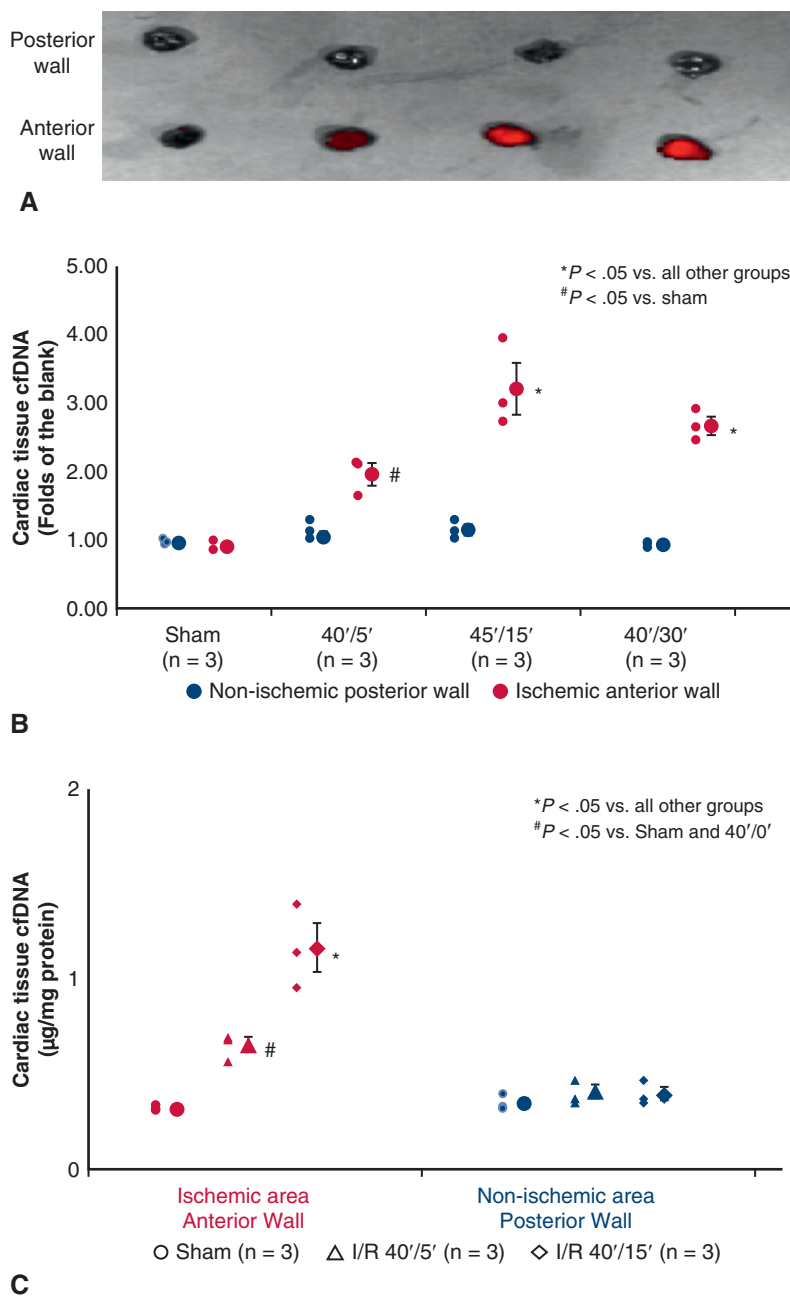 Posterior
wall
Anterior
wall
A
5.00
4.00
3.00
2.00
1.00
0.00
Cardiac tissue cfDNA
(Folds of the blank)
*P < .05 vs. all other groups
#P < .05 vs. sham
*
#
*
Sham
(n = 3)
40′/5′
(n = 3)
45′/15′
(n = 3)
40′/30′
(n = 3)
Non-ischemic posterior wall
Ischemic anterior wall
B
2
1
0
Cardiac tissue cfDNA
(µg/mg protein)
*P < .05 vs. all other groups
#P < .05 vs. Sham and 40′/0′
*
#
Ischemic area
Anterior Wall
Non-ischemic area
Posterior Wall
Sham (n = 3)
I/R 40′/5′ (n = 3)
I/R 40′/15′ (n = 3)
C